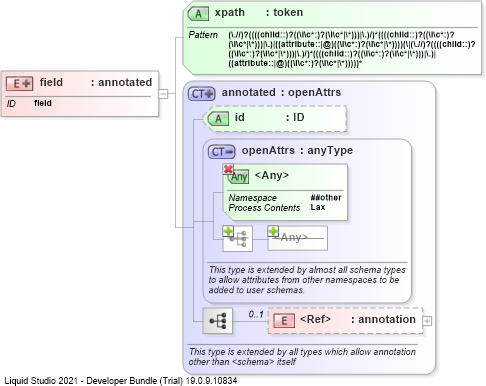 A xpath : token
Pattern (\.//)?((((child::)?((\i\c*:)?(\i\c*|\*)))|\.)/)*((((child::)?((\i\c*:)?(
\i\c*|\*)))|\.)|((attribute::|@)((\i\c*:)?(\i\c*|\*))))(\|(\.//)?((((child::)?
((\i\c*:)?(\i\c*|\*)))|\.)/)*((((child::)?((\i\c*:)?(\i\c*|\*)))|\.)|
((attribute::|@)((\i\c*:)?(\i\c*|\*)))))*
E field : annotated
ID field
CT annotated : openAttrs
A id : ID
CT openAttrs : anyType
Any <Any>
Namespace ##other
Process Contents Lax
<Any>
This type is extended by almost all schema types
to allow attributes from other namespaces to be
added to user schemas.
0..1 E <Ref> : annotation
This type is extended by all types which allow annotation
other than <schema> itself
Liquid Studio 2021 - Developer Bundle (Trial) 19.0.9.10834